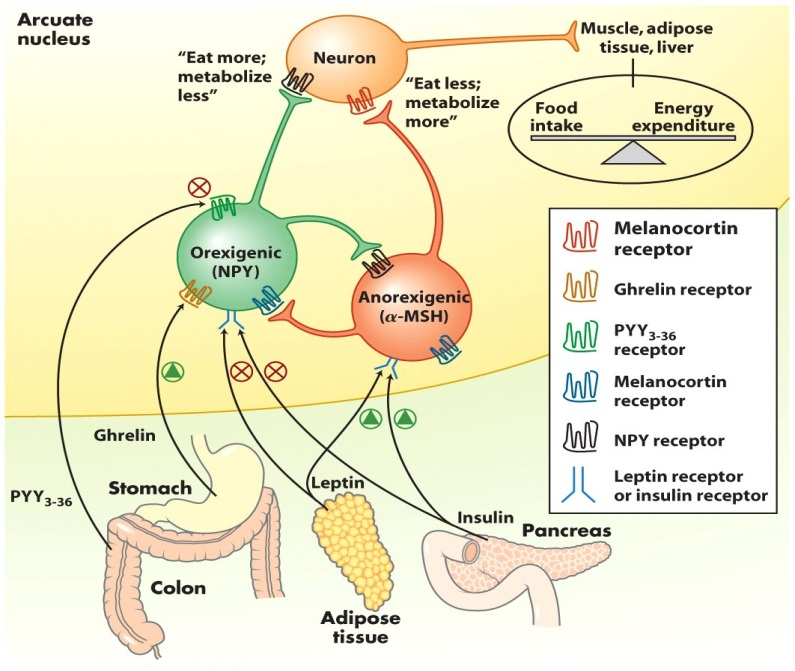 Arcuate
nucleus
Neuron
Muscle, adipose
tissue, liver
“Eat more;
metabolize
less”
“Eat less;
metabolize
more”
Food
intake
Energy
expenditure
Orexigenic
(NPY)
Anorexigenic
(α-MSH)
Melanocortin
receptor
Ghrelin receptor
PYY3-36
receptor
Melanocortin
receptor
NPY receptor
Leptin receptor
or insulin receptor
Ghrelin
PYY3-36
Stomach
Leptin
Insulin
Pancreas
Colon
Adipose
tissue